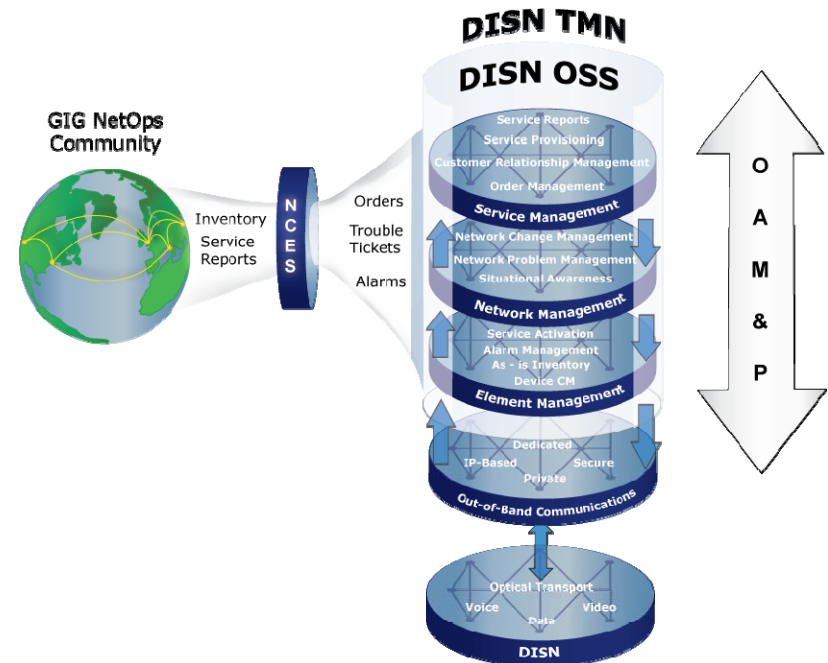 DISN TMN
DISN OSS
GIG NetOps
Community
Inventory
Service
Reports
NCES
Orders
Trouble
Tickets
Alarms
Service Reports
Service Provisioning
Customer Relationship Management
Order Management
Service Management
Network Change Management
Network Problem Management
Situational Awareness
Network Management
Service Activation
Alarm Management
As - is Inventory
Device CM
Element Management
Dedicated
IP-Based Secure
Private
Out-of-Band Communications
Optical Transport
Voice Video
Data
DISN
OAM&P